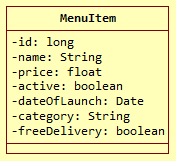 MenuItem
-id: long
-name: String
-price: float
-active: boolean
-dateOfLaunch: Date
-category: String
-freeDelivery: boolean